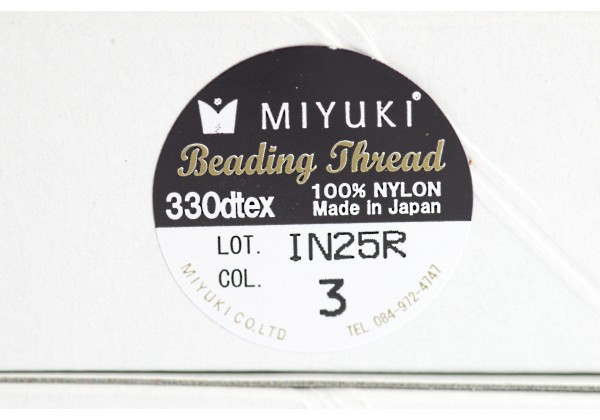 MIYUKI®
Beading Thread
330dtex
100% NYLON
Made in Japan
LOT. IN25R
COL. 3
MIYUKI CO.LTD
TEL 084-972-4747